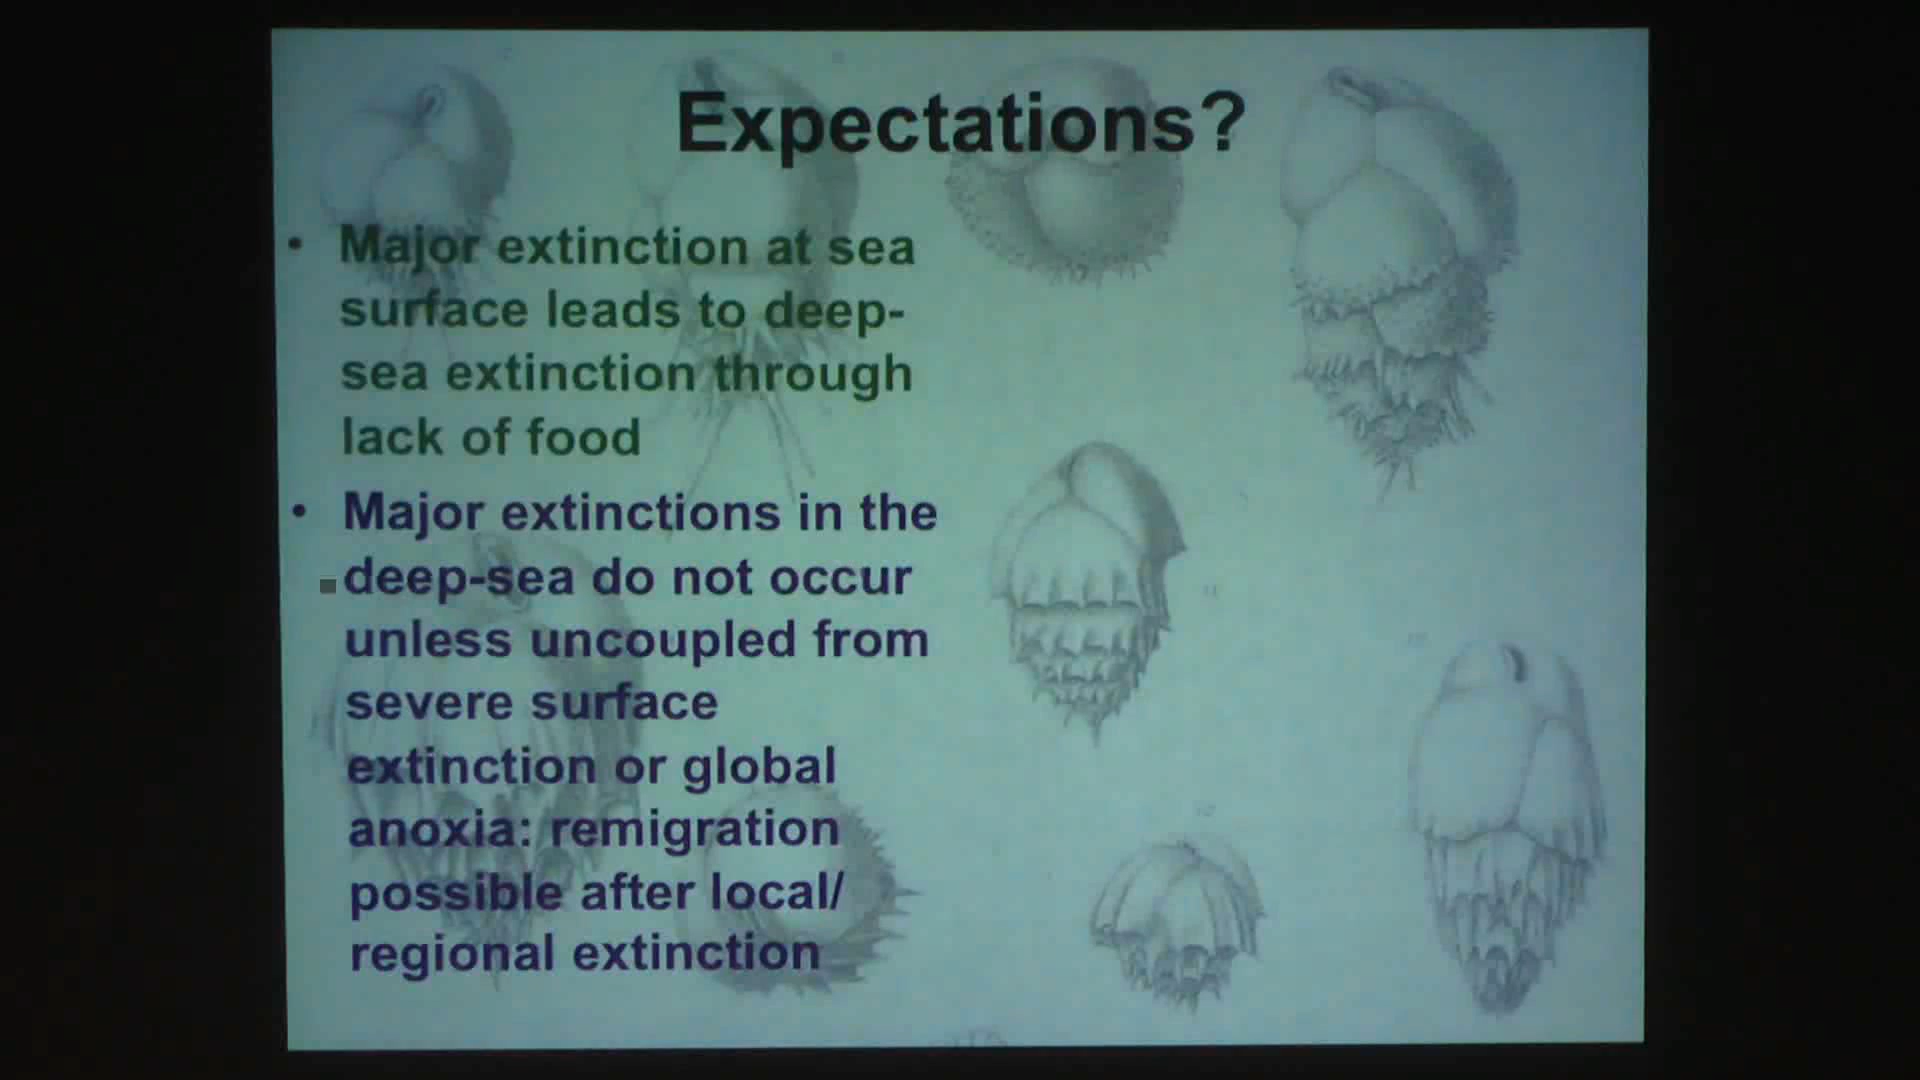 Expectations?
• Major extinction at sea
surface leads to deep-
sea extinction through
lack of food
• Major extinctions in the
deep-sea do not occur
unless uncoupled from
severe surface
extinction or global
anoxia: remigration
possible after local/
regional extinction